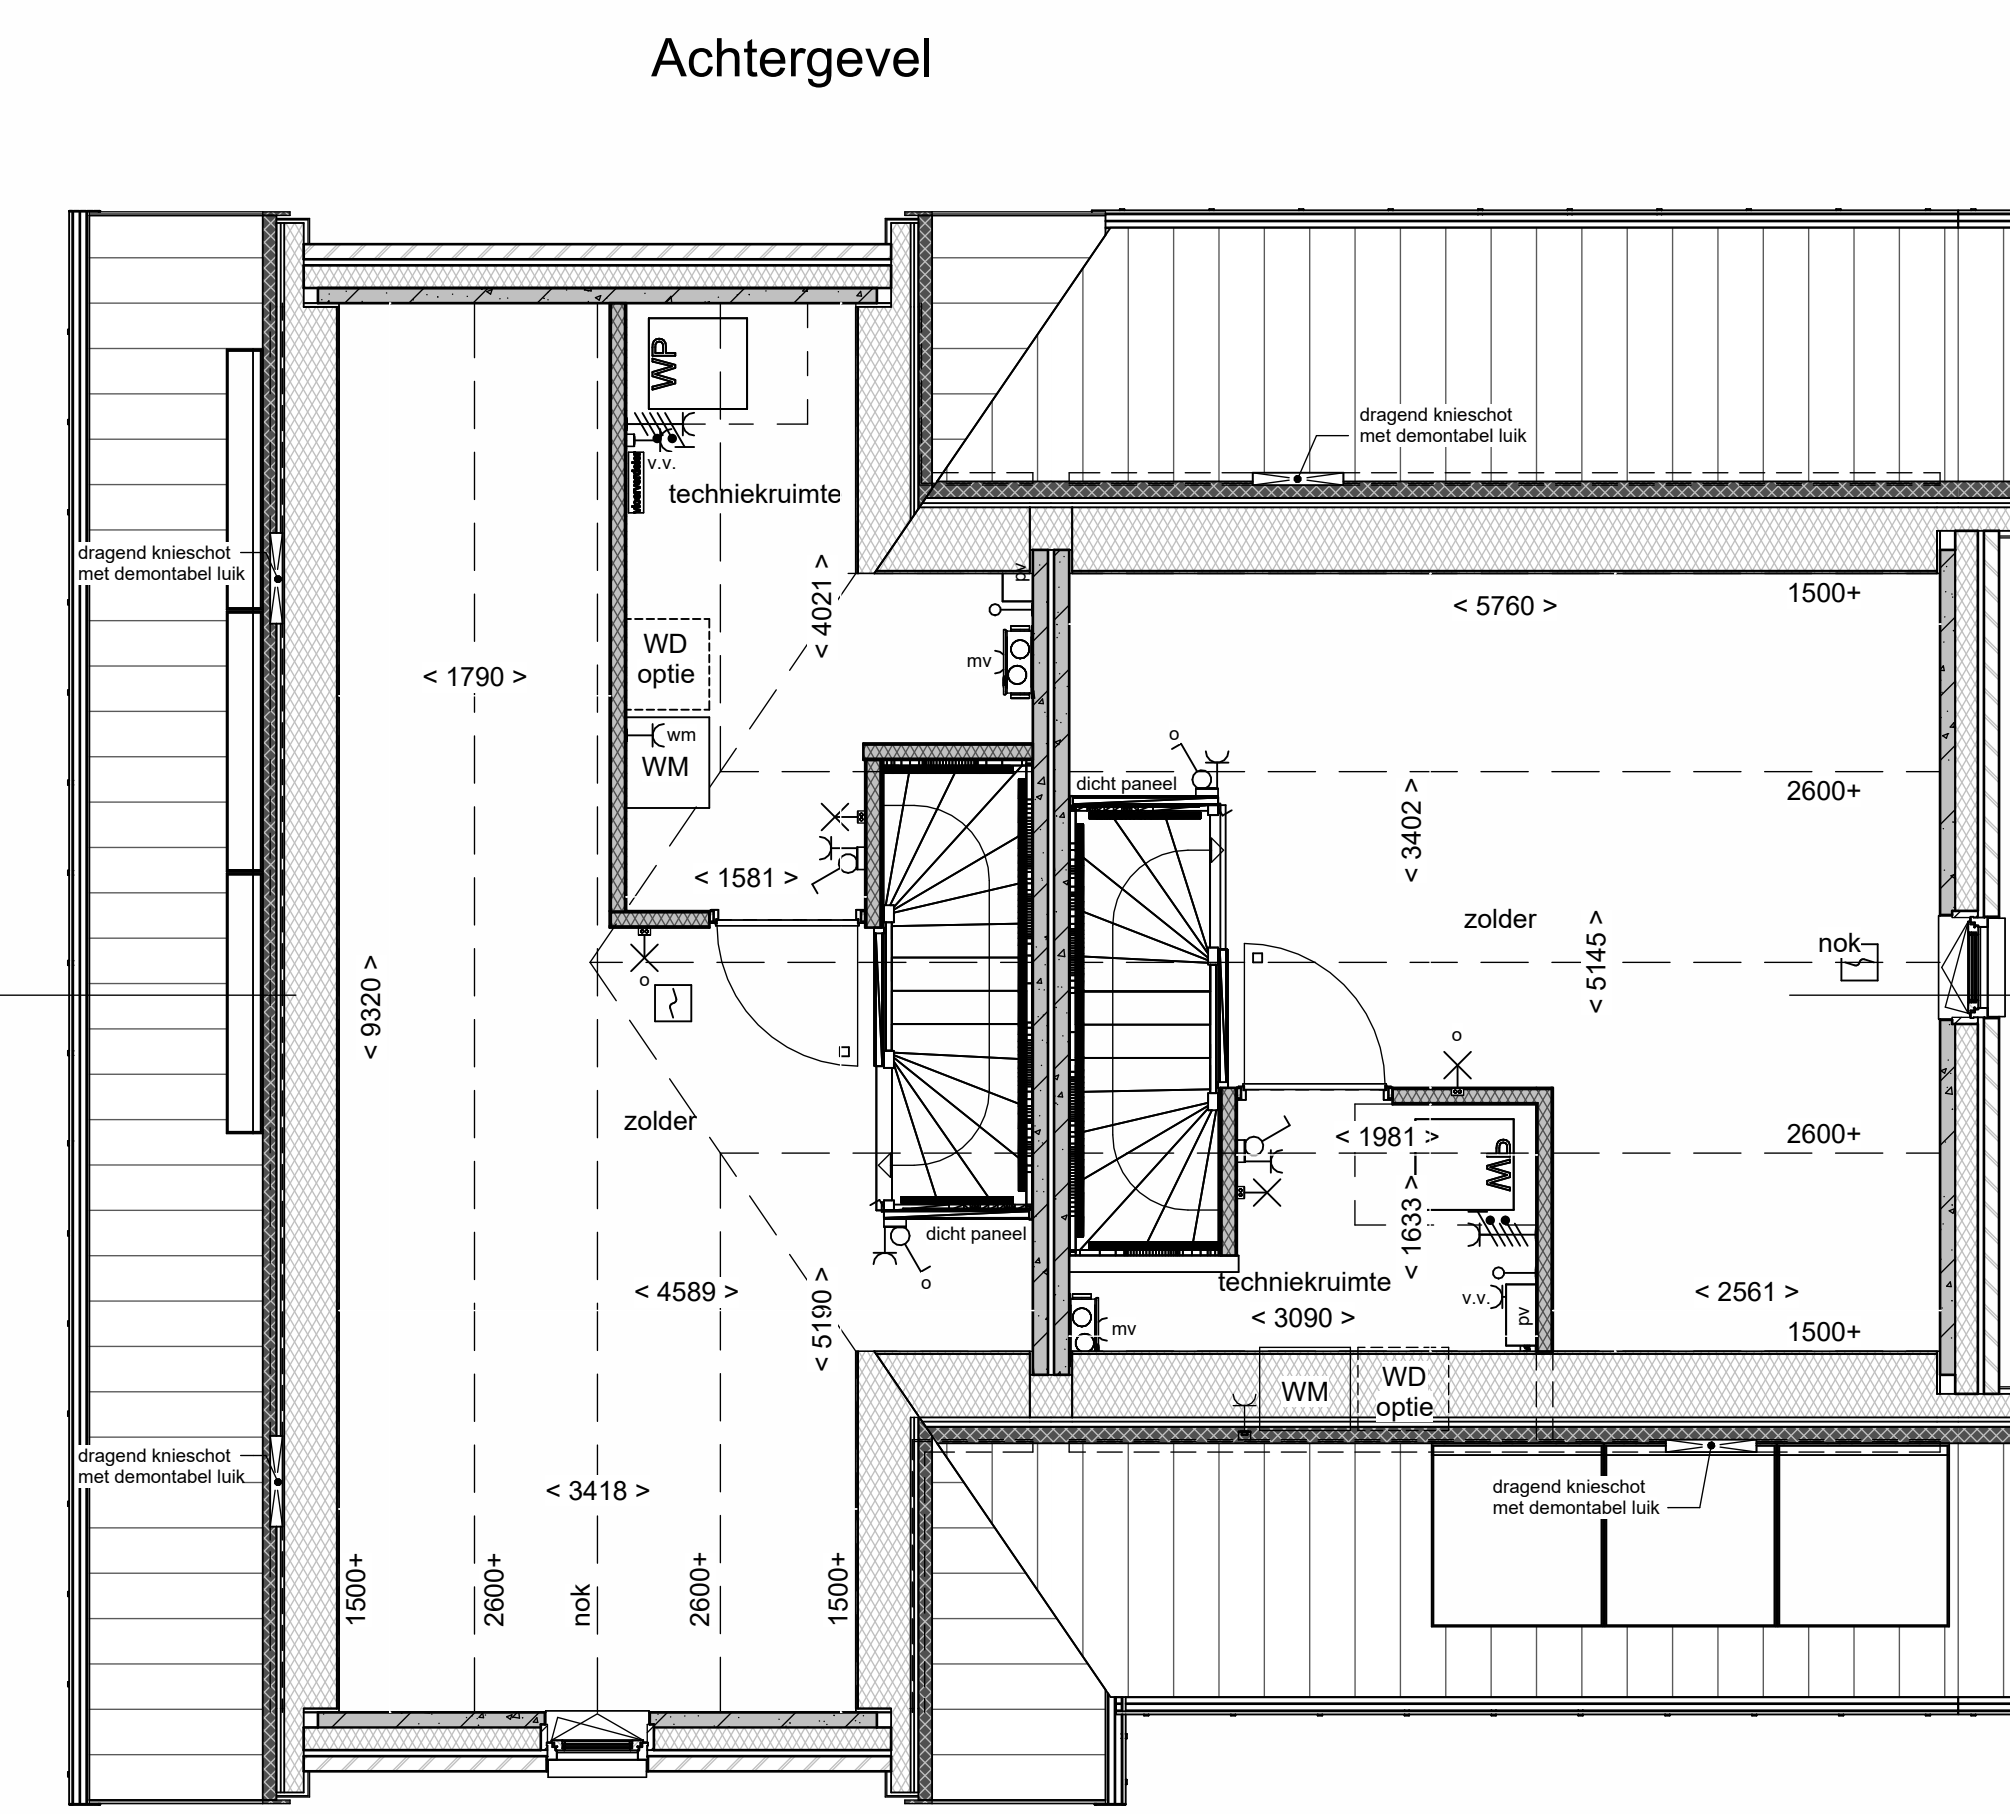 Achtergevel
dragend knieschot
met demontabel luik
WP
v.v.
techniekruimte
dragend knieschot
met demontabel luik
< 4021 >
pv
< 5760 >
1500+
WD
optie
mv
< 1790 >
wm
WM
o
dicht paneel
2600+
< 3402 >
< 1581 >
zolder
nok
< 5145 >
< 9320 >
o
o
zolder
< 1981 >
2600+
WP
< 1633 >
dicht paneel
o
techniekruimte
< 4589 >
< 5190 >
v.v.
pv
< 2561 >
< 3090 >
mv
1500+
WM
WD
optie
dragend knieschot
met demontabel luik
< 3418 >
dragend knieschot
met demontabel luik
1500+
2600+
nok
2600+
1500+